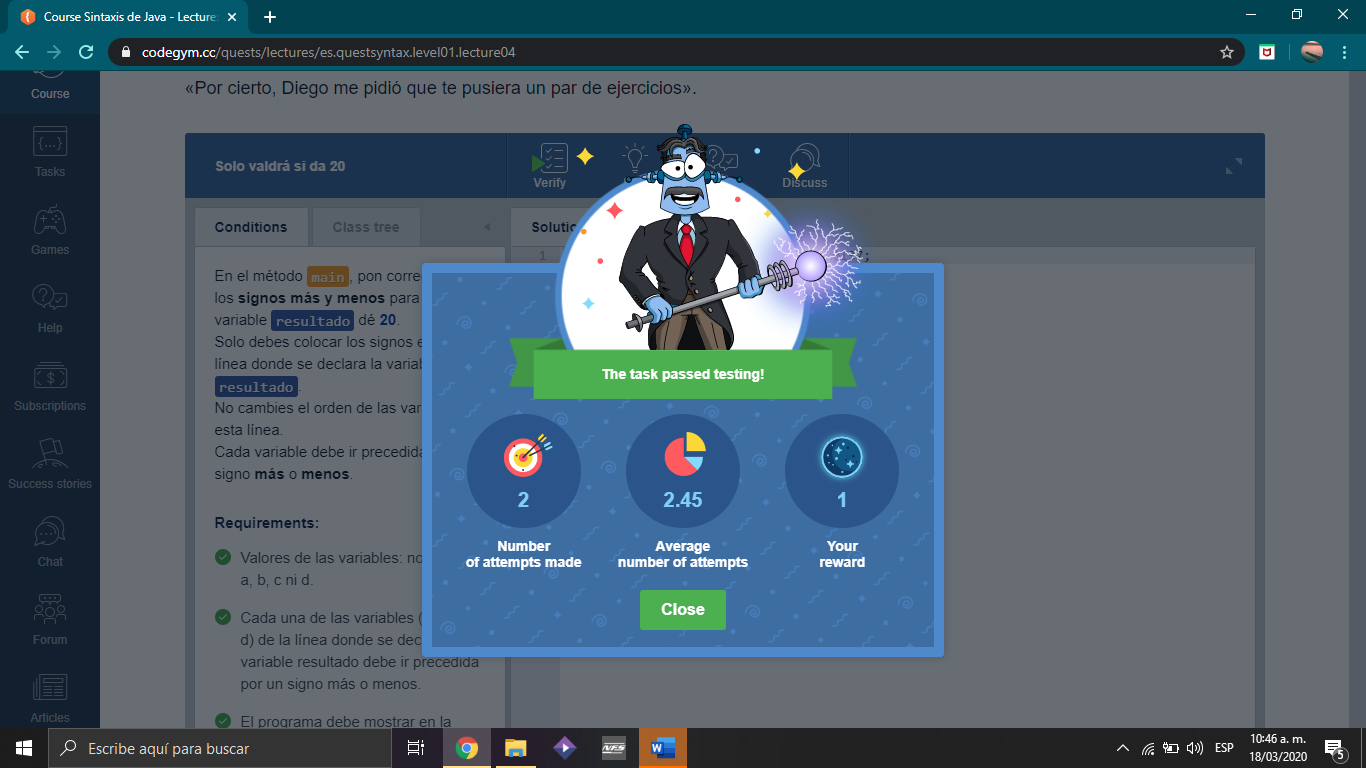 Course Sintaxis de Java - Lecture:
codegym.cc/quests/lectures/es.questsyntax.level01.lecture04
Course
Tasks
Games
Help
Subscriptions
Success stories
Chat
Forum
Articles
«Por cierto, Diego me pidió que te pusiera un par de ejercicios».
Solo valdrá si da 20
Verify
Discuss
Conditions
Class tree
Solutio
1
En el método main, pon corre
los signos más y menos para
variable resultado dé 20.
Solo debes colocar los signos e
línea donde se declara la varia
resultado.
No cambies el orden de las var
esta línea.
Cada variable debe ir precedida
signo más o menos.
Requirements:
Valores de las variables: no
a, b, c ni d.
Cada una de las variables (
d) de la línea donde se dec
variable resultado debe ir precedida
por un signo más o menos.
El programa debe mostrar en la
The task passed testing!
2
Number
of attempts made
2.45
Average
number of attempts
1
Your
reward
Close
Escribe aquí para buscar
NFS
ESP
10:46 a. m.
18/03/2020
5